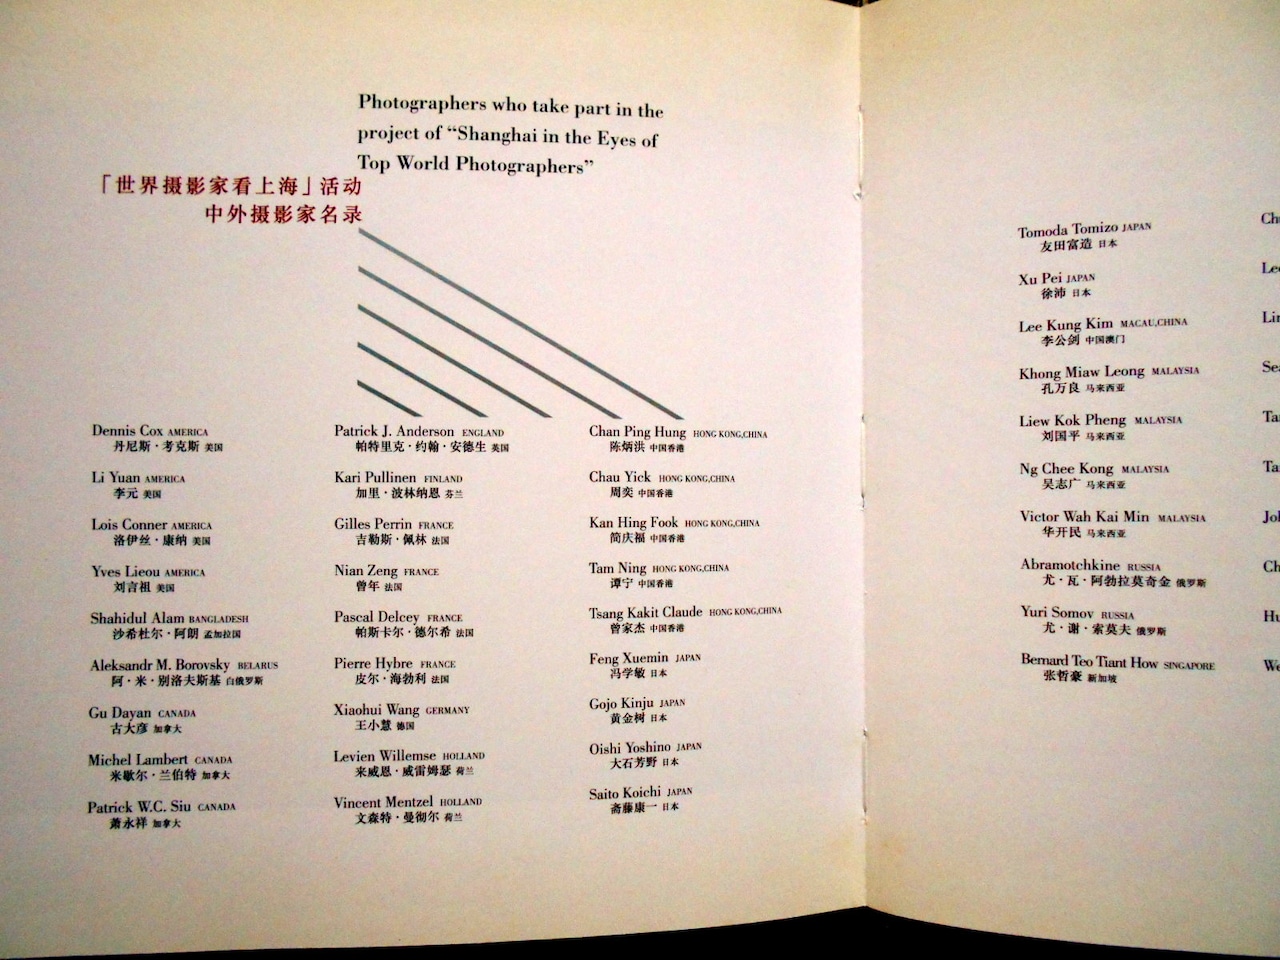 Photographers who take part in the
project of “Shanghai in the Eyes of
Top World Photographers”
「世界摄影家看上海」活动
中外摄影家名录
Dennis Cox AMERICA
丹尼斯·考克斯 美国
Li Yuan AMERICA
李元 美国
Lois Conner AMERICA
洛伊丝·康纳 美国
Yves Lieou AMERICA
刘言祖 美国
Shahidul Alam BANGLADESH
沙希杜尔·阿朗 孟加拉国
Aleksandr M. Borovsky BELARUS
阿·米·别洛夫斯基 白俄罗斯
Gu Dayan CANADA
古大彦 加拿大
Michel Lambert CANADA
米歇尔·兰伯特 加拿大
Patrick W.C. Siu CANADA
萧永祥 加拿大
Patrick J. Anderson ENGLAND
帕特里克·约翰·安德生 英国
Kari Pullinen FINLAND
加里·波林纳恩 芬兰
Gilles Perrin FRANCE
吉勒斯·佩林 法国
Nian Zeng FRANCE
曾年 法国
Pascal Delcey FRANCE
帕斯卡尔·德尔希 法国
Pierre Hybre FRANCE
皮尔·海勃利 法国
Xiaohui Wang GERMANY
王小慧 德国
Levien Willemse HOLLAND
来威恩·威雷姆瑟 荷兰
Vincent Mentzel HOLLAND
文森特·曼彻尔 荷兰
Chan Ping Hung HONG KONG,CHINA
陈炳洪 中国香港
Chau Yick HONG KONG,CHINA
周奕 中国香港
Kan Hing Fook HONG KONG,CHINA
简庆福 中国香港
Tam Ning HONG KONG,CHINA
谭宁 中国香港
Tsang Kakit Claude HONG KONG,CHINA
曾家杰 中国香港
Feng Xuemin JAPAN
冯学敏 日本
Gojo Kinju JAPAN
黄金树 日本
Oishi Yoshino JAPAN
大石芳野 日本
Saito Koichi JAPAN
斋藤康一 日本
Tomoda Tomizo JAPAN
友田富造 日本
Xu Pei JAPAN
徐沛 日本
Lee Kung Kim MACAU,CHINA
李公剑 中国澳门
Khong Miaw Leong MALAYSIA
孔万良 马来西亚
Liew Kok Pheng MALAYSIA
刘国平 马来西亚
Ng Chee Kong MALAYSIA
吴志广 马来西亚
Victor Wah Kai Min MALAYSIA
华开民 马来西亚
Abramotchkine RUSSIA
尤·瓦·阿勃拉莫奇金 俄罗斯
Yuri Somov RUSSIA
尤·谢·索莫夫 俄罗斯
Bernard Teo Tiant How SINGAPORE
张哲豪 新加坡